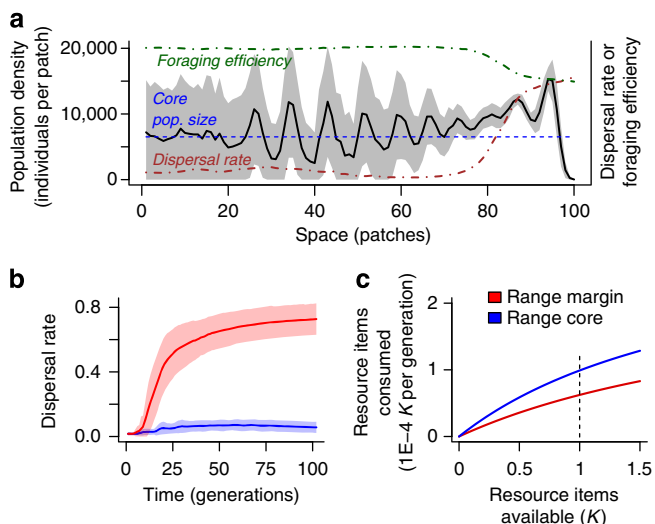 a
Population density
(individuals per patch)
20,000
10,000
0
Foraging efficiency
Core
pop. size
Dispersal rate
0
20
40
60
80
100
Space (patches)
Dispersal rate or
foraging efficiency
b
Dispersal rate
0.8
0.4
0.0
1
25
50
75
100
Time (generations)
c
Resource items
consumed
(1E–4 K per generation)
2
1
0
Range margin
Range core
0
0.5
1
1.5
Resource items
available (K)